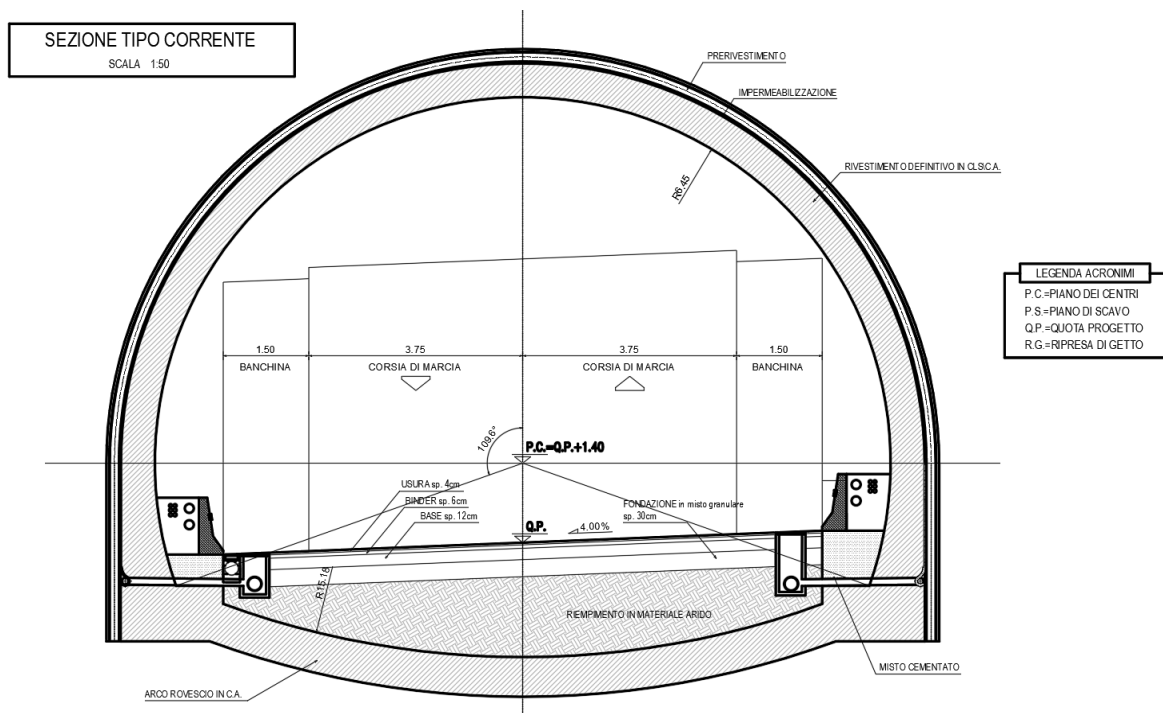 SEZIONE TIPO CORRENTE
SCALA 1:50
PRERIVESTIMENTO
IMPERMEABILIZZAZIONE
RIVESTIMENTO DEFINITIVO IN CLS\C.A.
R6.45
LEGENDA ACRONIMI
P.C.=PIANO DEI CENTRI
P.S.=PIANO DI SCAVO
Q.P.=QUOTA PROGETTO
R.G.=RIPRESA DI GETTO
1.50 3.75 3.75 1.50
BANCHINA CORSIA DI MARCIA CORSIA DI MARCIA BANCHINA
109.6°
P.C.=Q.P.+1.40
USURA sp. 4cm
BINDER sp. 6cm
BASE sp. 12cm
FONDAZIONE in misto granulare
sp. 30cm
Q.P.
4.00%
R15.18
RIEMPIMENTO IN MATERIALE ARIDO
MISTO CEMENTATO
ARCO ROVESCIO IN C.A.